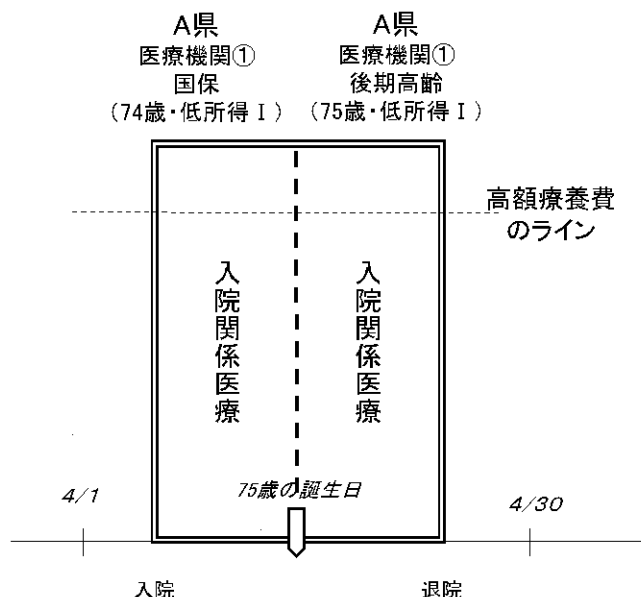 A県
医療機関①
国保
(74歳・低所得Ⅰ)
A県
医療機関①
後期高齢
(75歳・低所得Ⅰ)
高額療養費
のライン
入院関係医療
入院関係医療
75歳の誕生日
4/1
4/30
入院
退院